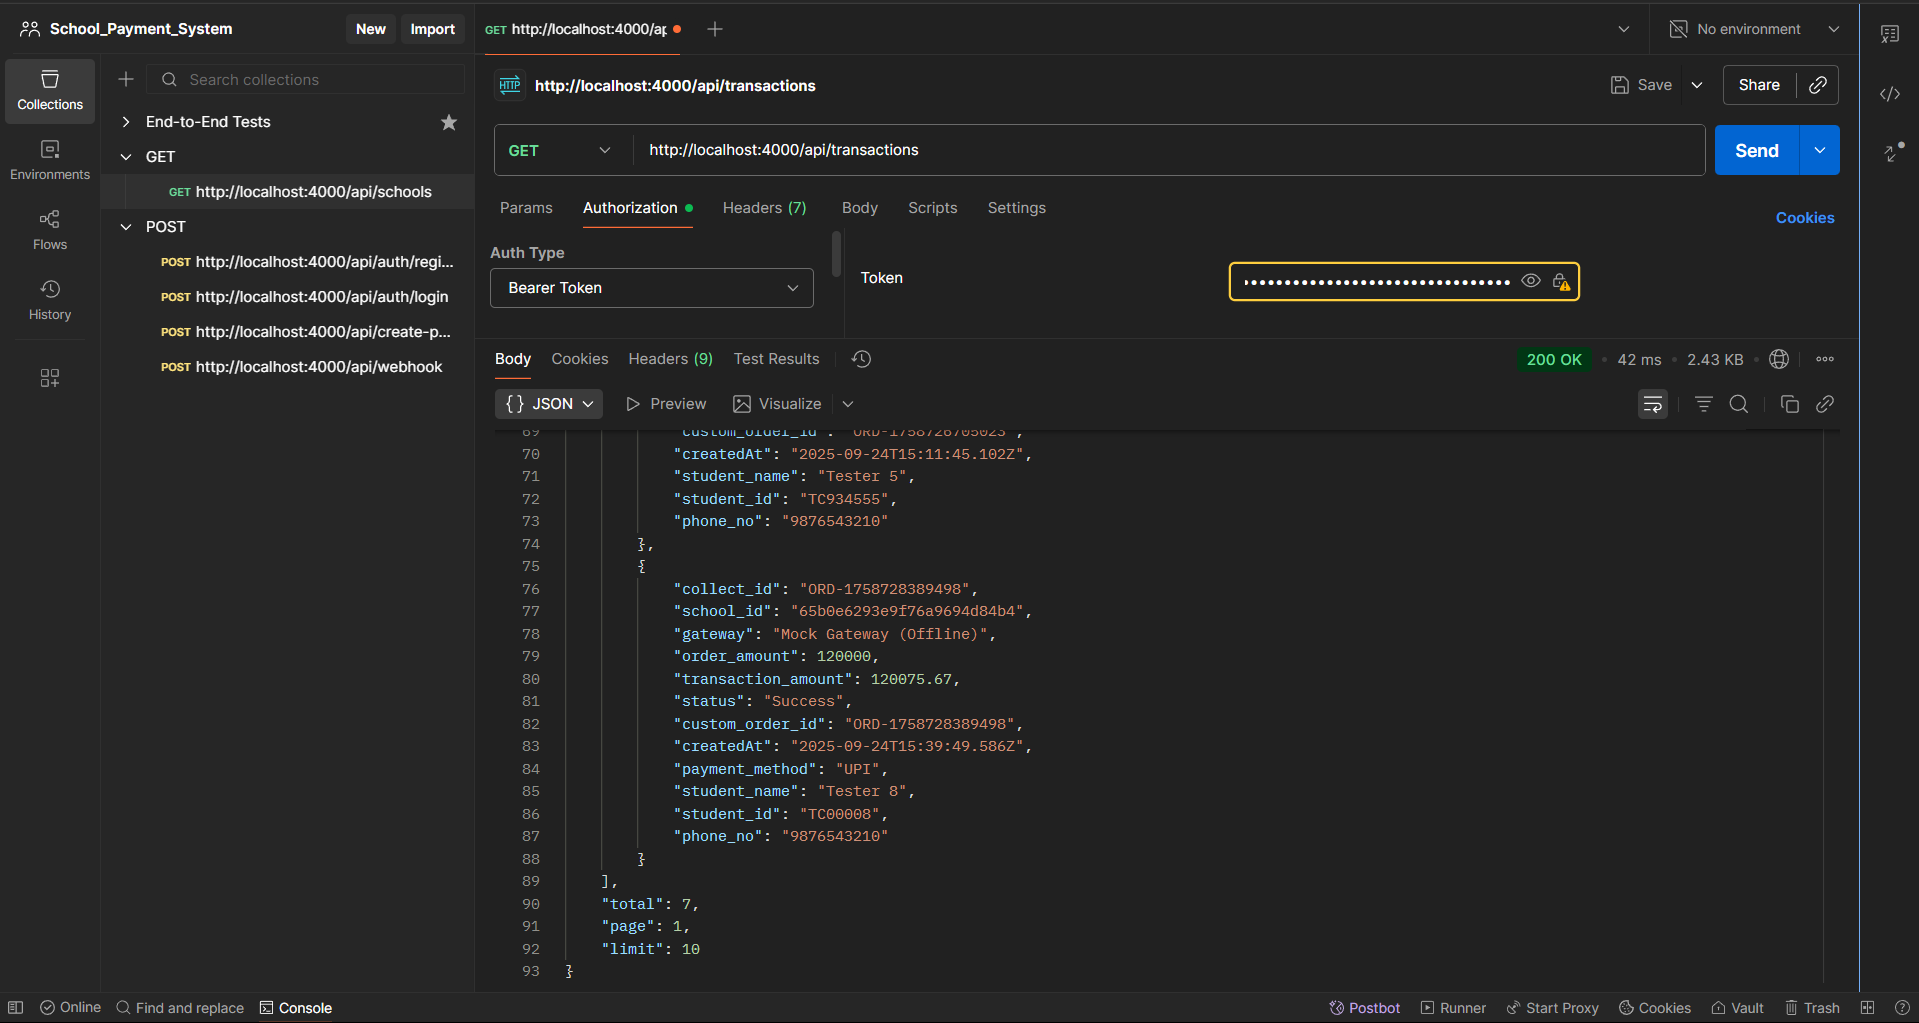 School_Payment_System
New
Import
GET http://localhost:4000/ap
No environment
Collections
Environments
Flows
History
Search collections
End-to-End Tests
GET
GET http://localhost:4000/api/schools
POST
POST http://localhost:4000/api/auth/regi...
POST http://localhost:4000/api/auth/login
POST http://localhost:4000/api/create-p...
POST http://localhost:4000/api/webhook
HTTP http://localhost:4000/api/transactions
Save
Share
GET http://localhost:4000/api/transactions
Send
Params Authorization Headers (7) Body Scripts Settings
Cookies
Auth Type
Bearer Token
Token
Body Cookies Headers (9) Test Results
200 OK • 42 ms • 2.43 KB
{} JSON Preview Visualize
69 "custom_order_id": "ORD-1758726705023",
70 "createdAt": "2025-09-24T15:11:45.102Z",
71 "student_name": "Tester 5",
72 "student_id": "TC934555",
73 "phone_no": "9876543210"
74 },
75 {
76 "collect_id": "ORD-1758728389498",
77 "school_id": "65b0e6293e9f76a9694d84b4",
78 "gateway": "Mock Gateway (Offline)",
79 "order_amount": 120000,
80 "transaction_amount": 120075.67,
81 "status": "Success",
82 "custom_order_id": "ORD-1758728389498",
83 "createdAt": "2025-09-24T15:39:49.586Z",
84 "payment_method": "UPI",
85 "student_name": "Tester 8",
86 "student_id": "TC00008",
87 "phone_no": "9876543210"
88 }
89 ],
90 "total": 7,
91 "page": 1,
92 "limit": 10
93 }
Online
Find and replace
Console
Postbot
Runner
Start Proxy
Cookies
Vault
Trash